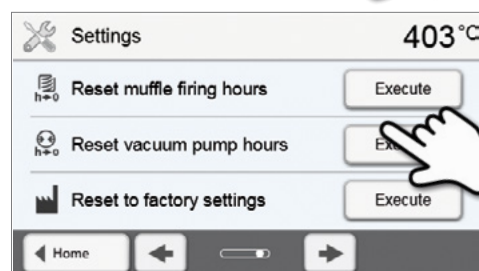 Settings 403°C
h→0 Reset muffle firing hours Execute
h→0 Reset vacuum pump hours
Reset to factory settings Execute
Home